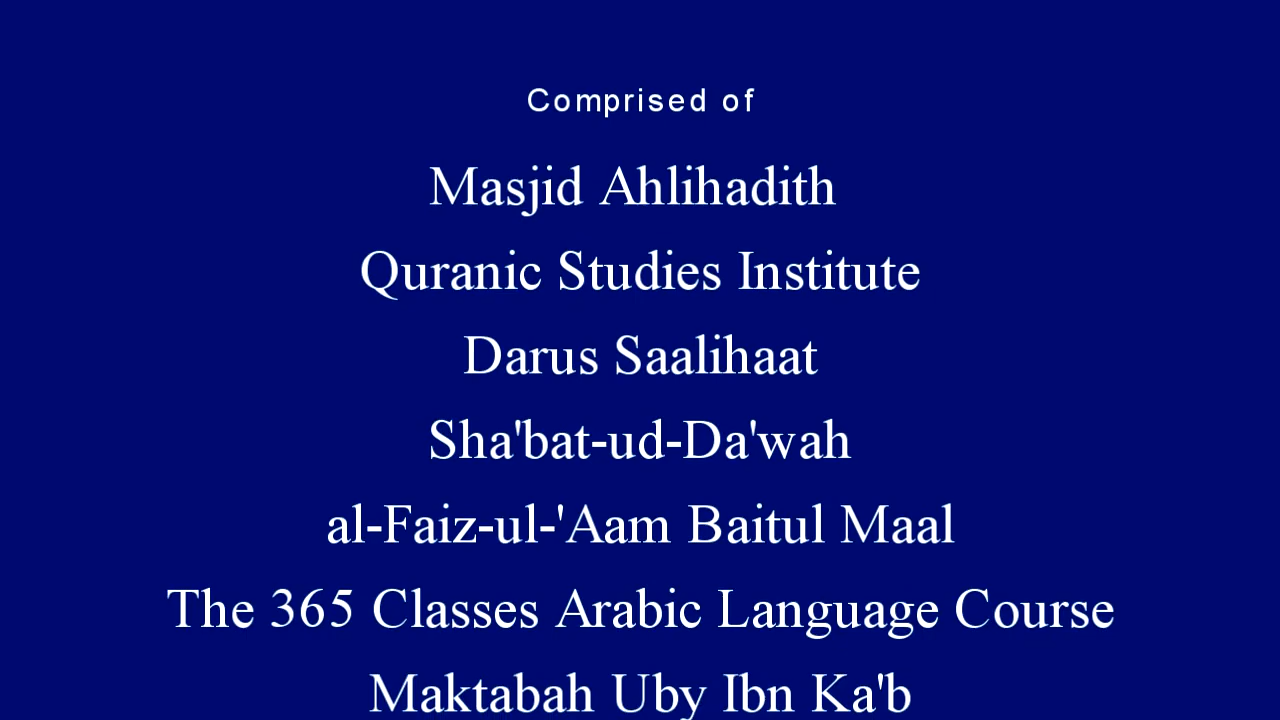 Comprised of
Masjid Ahlihadith
Quranic Studies Institute
Darus Saalihaat
Sha'bat-ud-Da'wah
al-Faiz-ul-'Aam Baitul Maal
The 365 Classes Arabic Language Course
Maktabah Uby Ibn Ka'b